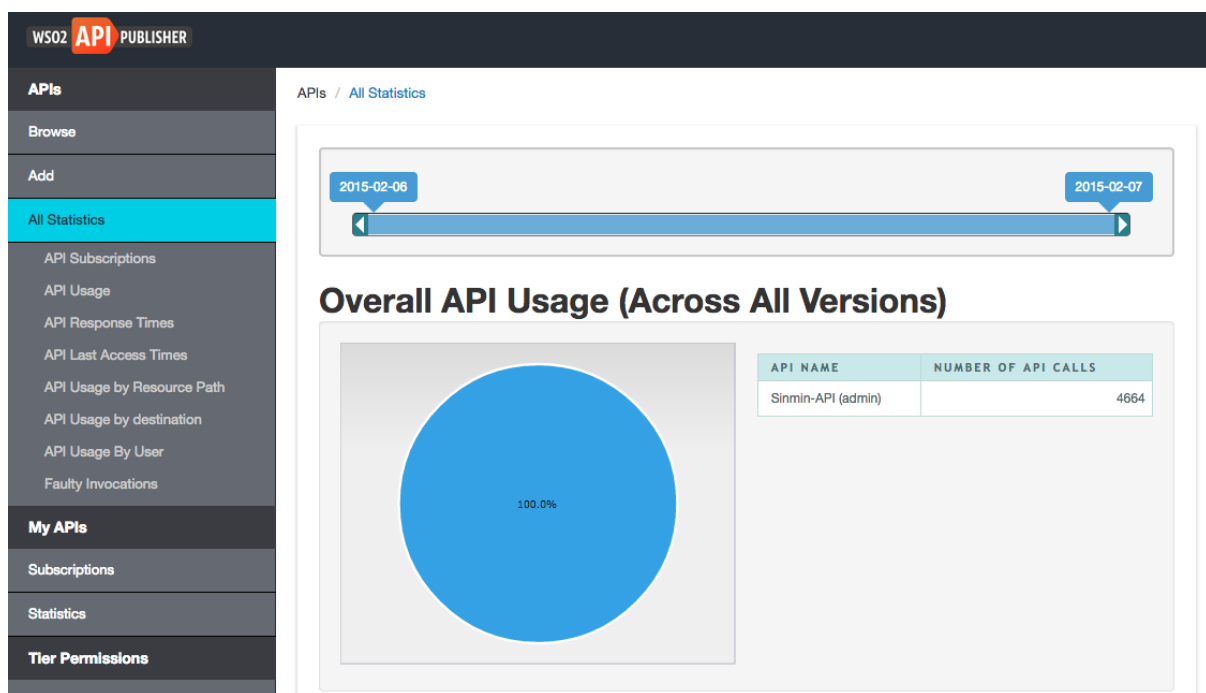 WSO2 API PUBLISHER
APIs
Browse
Add
All Statistics
API Subscriptions
API Usage
API Response Times
API Last Access Times
API Usage by Resource Path
API Usage by destination
API Usage By User
Faulty Invocations
My APIs
Subscriptions
Statistics
Tier Permissions
APIs / All Statistics
2015-02-06 2015-02-07
Overall API Usage (Across All Versions)
100.0%
API NAME NUMBER OF API CALLS
Sinmin-API (admin) 4664